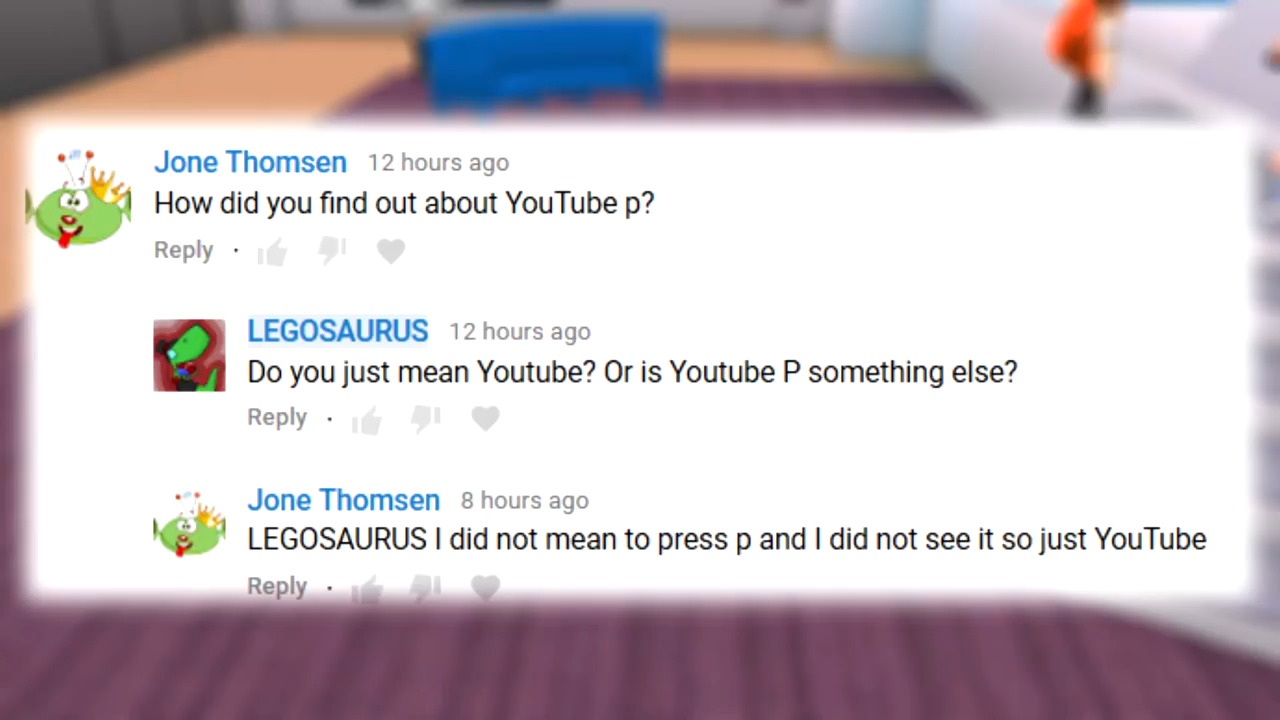 Jone Thomsen 12 hours ago
How did you find out about YouTube p?
Reply ·
LEGOSAURUS 12 hours ago
Do you just mean Youtube? Or is Youtube P something else?
Reply ·
Jone Thomsen 8 hours ago
LEGOSAURUS I did not mean to press p and I did not see it so just YouTube
Reply ·